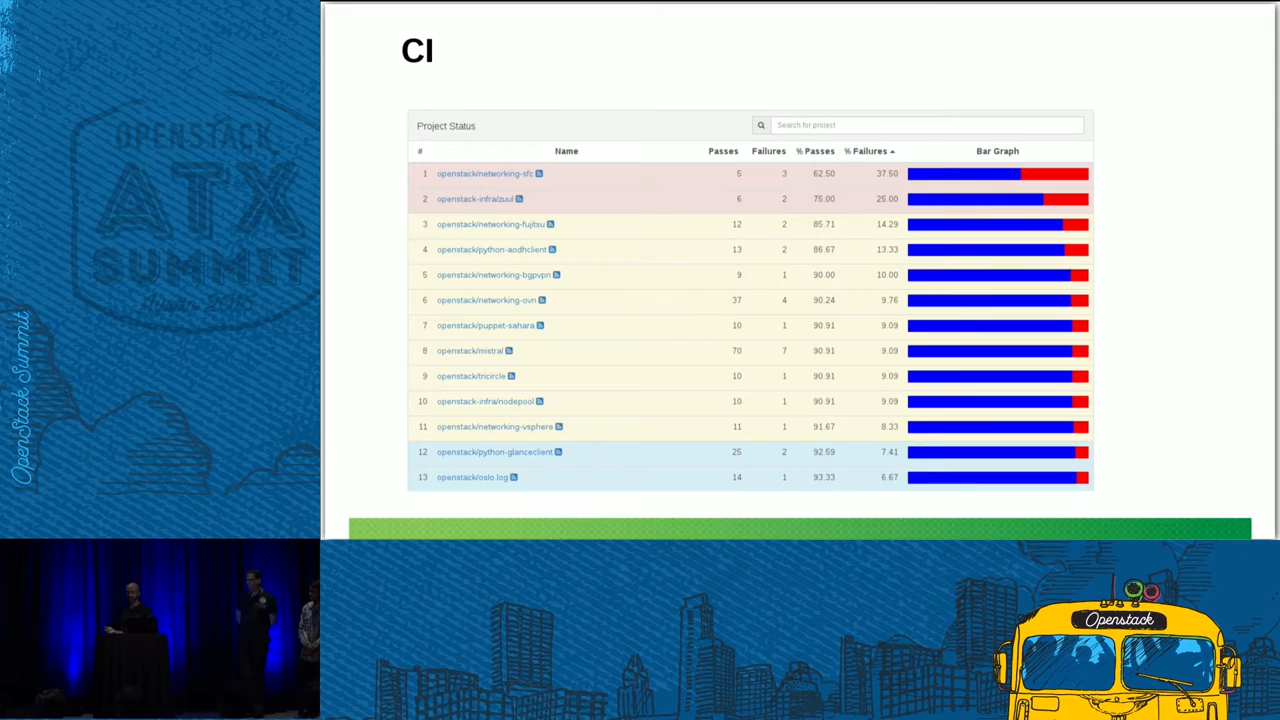 CI
Project Status
Search for project
# Name Passes Failures % Passes % Failures Bar Graph
1 openstack/networking-sfc 5 3 62.50 37.50
2 openstack-infra/zuul 6 2 75.00 25.00
3 openstack/networking-fujitsu 12 2 85.71 14.29
4 openstack/python-aodhclient 13 2 86.67 13.33
5 openstack/networking-bgpvpn 9 1 90.00 10.00
6 openstack/networking-ovn 37 4 90.24 9.76
7 openstack/puppet-sahara 10 1 90.91 9.09
8 openstack/mistral 70 7 90.91 9.09
9 openstack/tricircle 10 1 90.91 9.09
10 openstack-infra/nodepool 10 1 90.91 9.09
11 openstack/networking-vsphere 11 1 91.67 8.33
12 openstack/python-glanceclient 25 2 92.59 7.41
13 openstack/oslo.log 14 1 93.33 6.67
OPENSTACK
ATX
SUMMIT
OpenStack Summit
Openstack